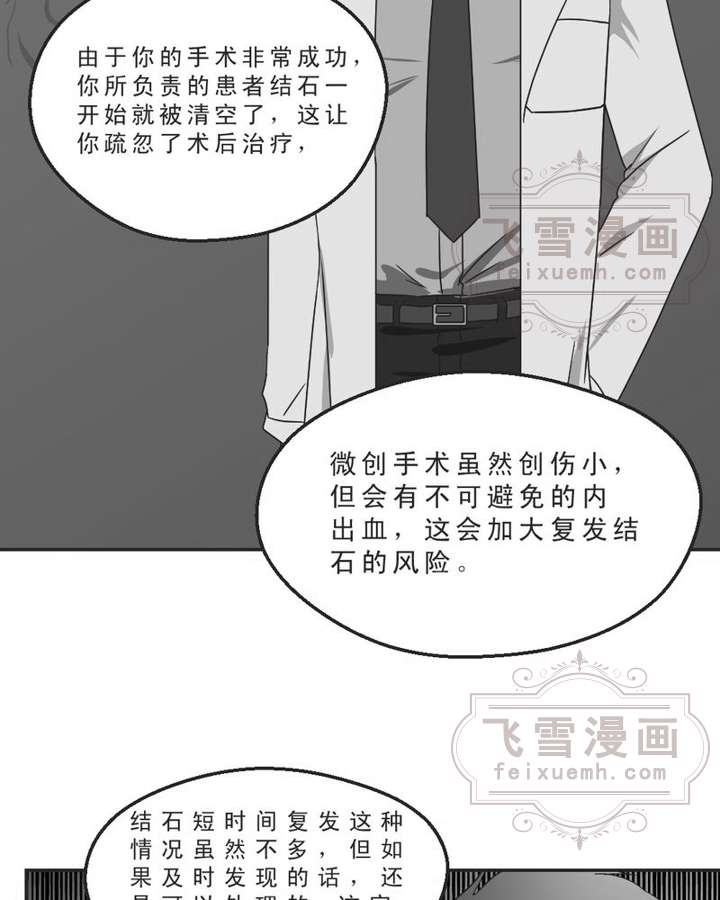 由于你的手术非常成功，
你所负责的患者结石一
开始就被清空了，这让
你疏忽了术后治疗，
飞雪漫画
feixuemh.com
微创手术虽然创伤小，
但会有不可避免的内
出血，这会加大复发结
石的风险。
飞雪漫画
feixuemh.com
结石短时间复发这种
情况虽然不多，但如
果及时发现的话，还